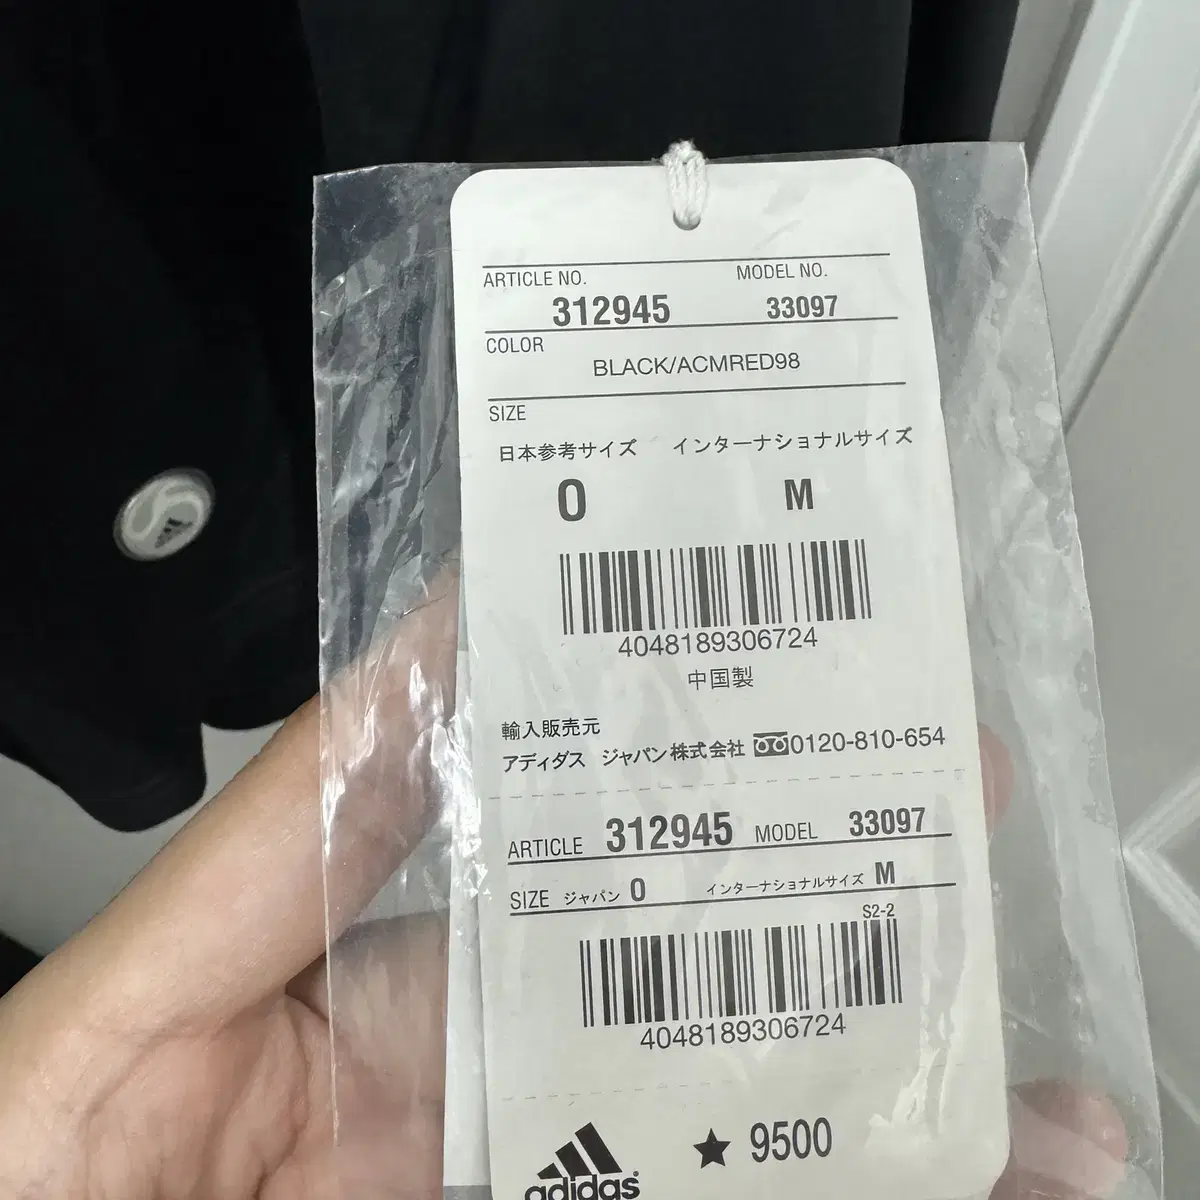 ARTICLE NO. MODEL NO.
312945 33097
COLOR
BLACK/ACMRED98
SIZE
日本参考サイズ インターナショナルサイズ
O M
4048189306724
中国製
輸入販売元
アディダス ジャパン株式会社 0120-810-654
ARTICLE 312945 MODEL 33097
SIZE ジャパン O インターナショナルサイズ M
S2-2
4048189306724
★ 9500
adidas